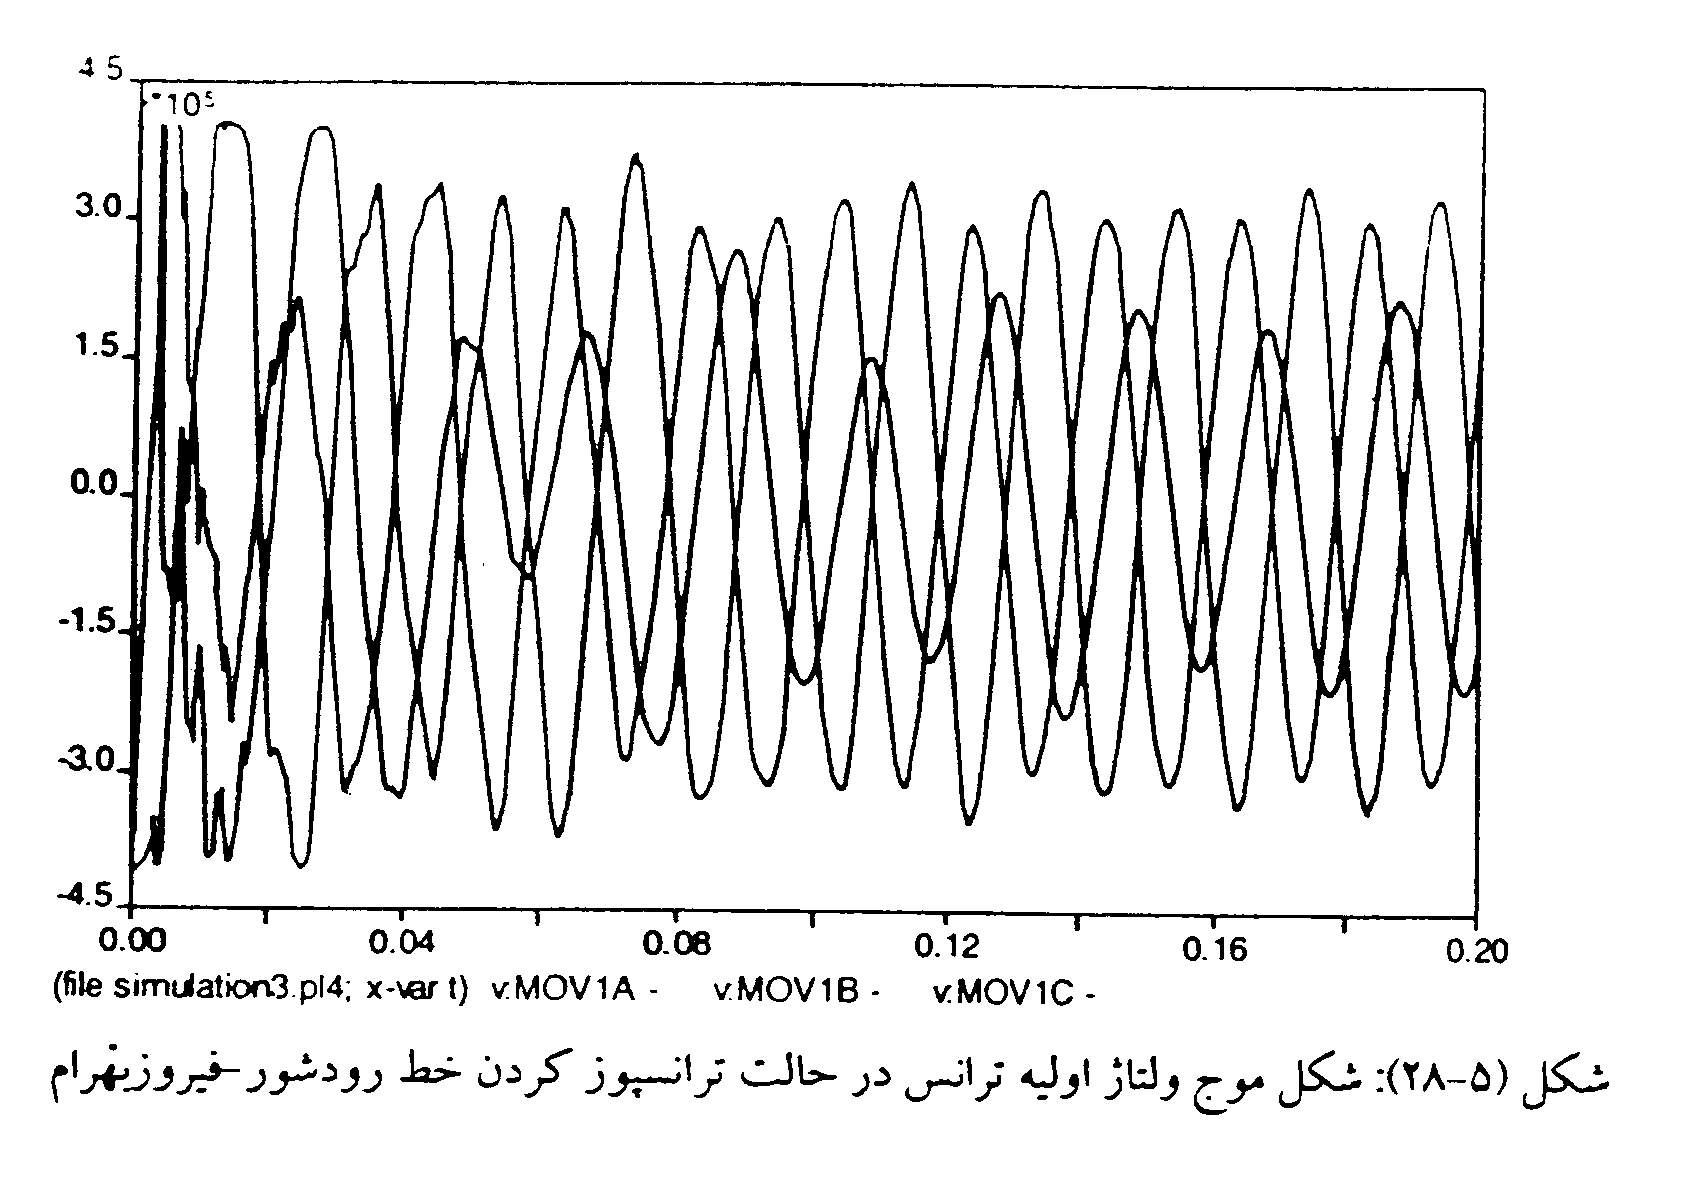 4.5
*10⁵
3.0
1.5
0.0
-1.5
-3.0
-4.5
0.00 0.04 0.08 0.12 0.16 0.20
(file simulation3.pl4; x-var t) v:MOV1A - v:MOV1B - v:MOV1C -
شکل (۵-۲۸): شکل موج ولتاژ اولیه ترانس در حالت ترانسپوز کردن خط رودشور-فیروزبهرام